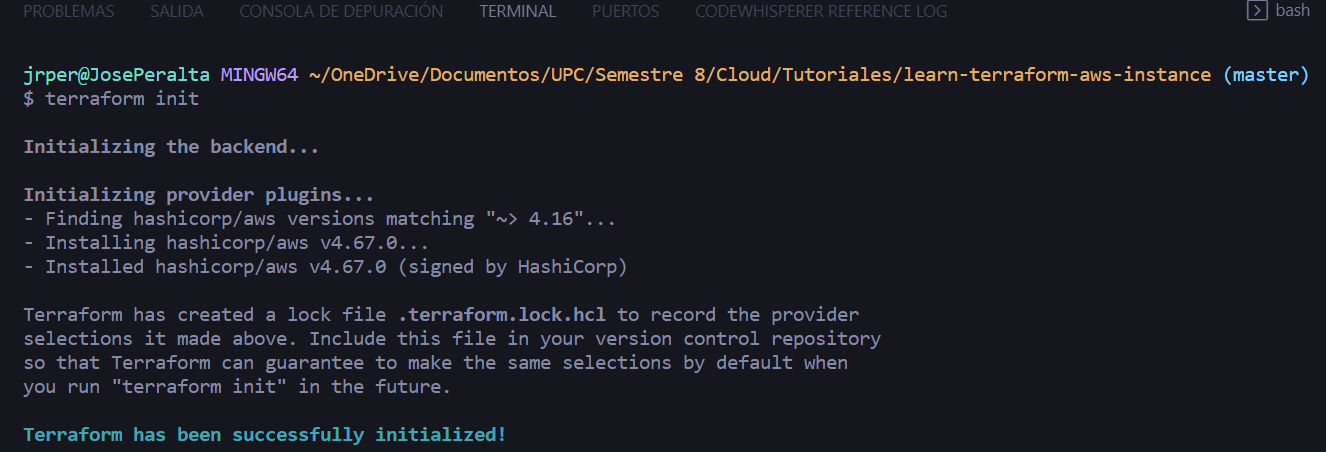 PROBLEMAS SALIDA CONSOLA DE DEPURACIÓN TERMINAL PUERTOS CODEWHISPERER REFERENCE LOG bash
jrper@JosePeralta MINGW64 ~/OneDrive/Documentos/UPC/Semestre 8/Cloud/Tutoriales/learn-terraform-aws-instance (master)
$ terraform init
Initializing the backend...
Initializing provider plugins...
- Finding hashicorp/aws versions matching "~> 4.16"...
- Installing hashicorp/aws v4.67.0...
- Installed hashicorp/aws v4.67.0 (signed by HashiCorp)
Terraform has created a lock file .terraform.lock.hcl to record the provider
selections it made above. Include this file in your version control repository
so that Terraform can guarantee to make the same selections by default when
you run "terraform init" in the future.
Terraform has been successfully initialized!